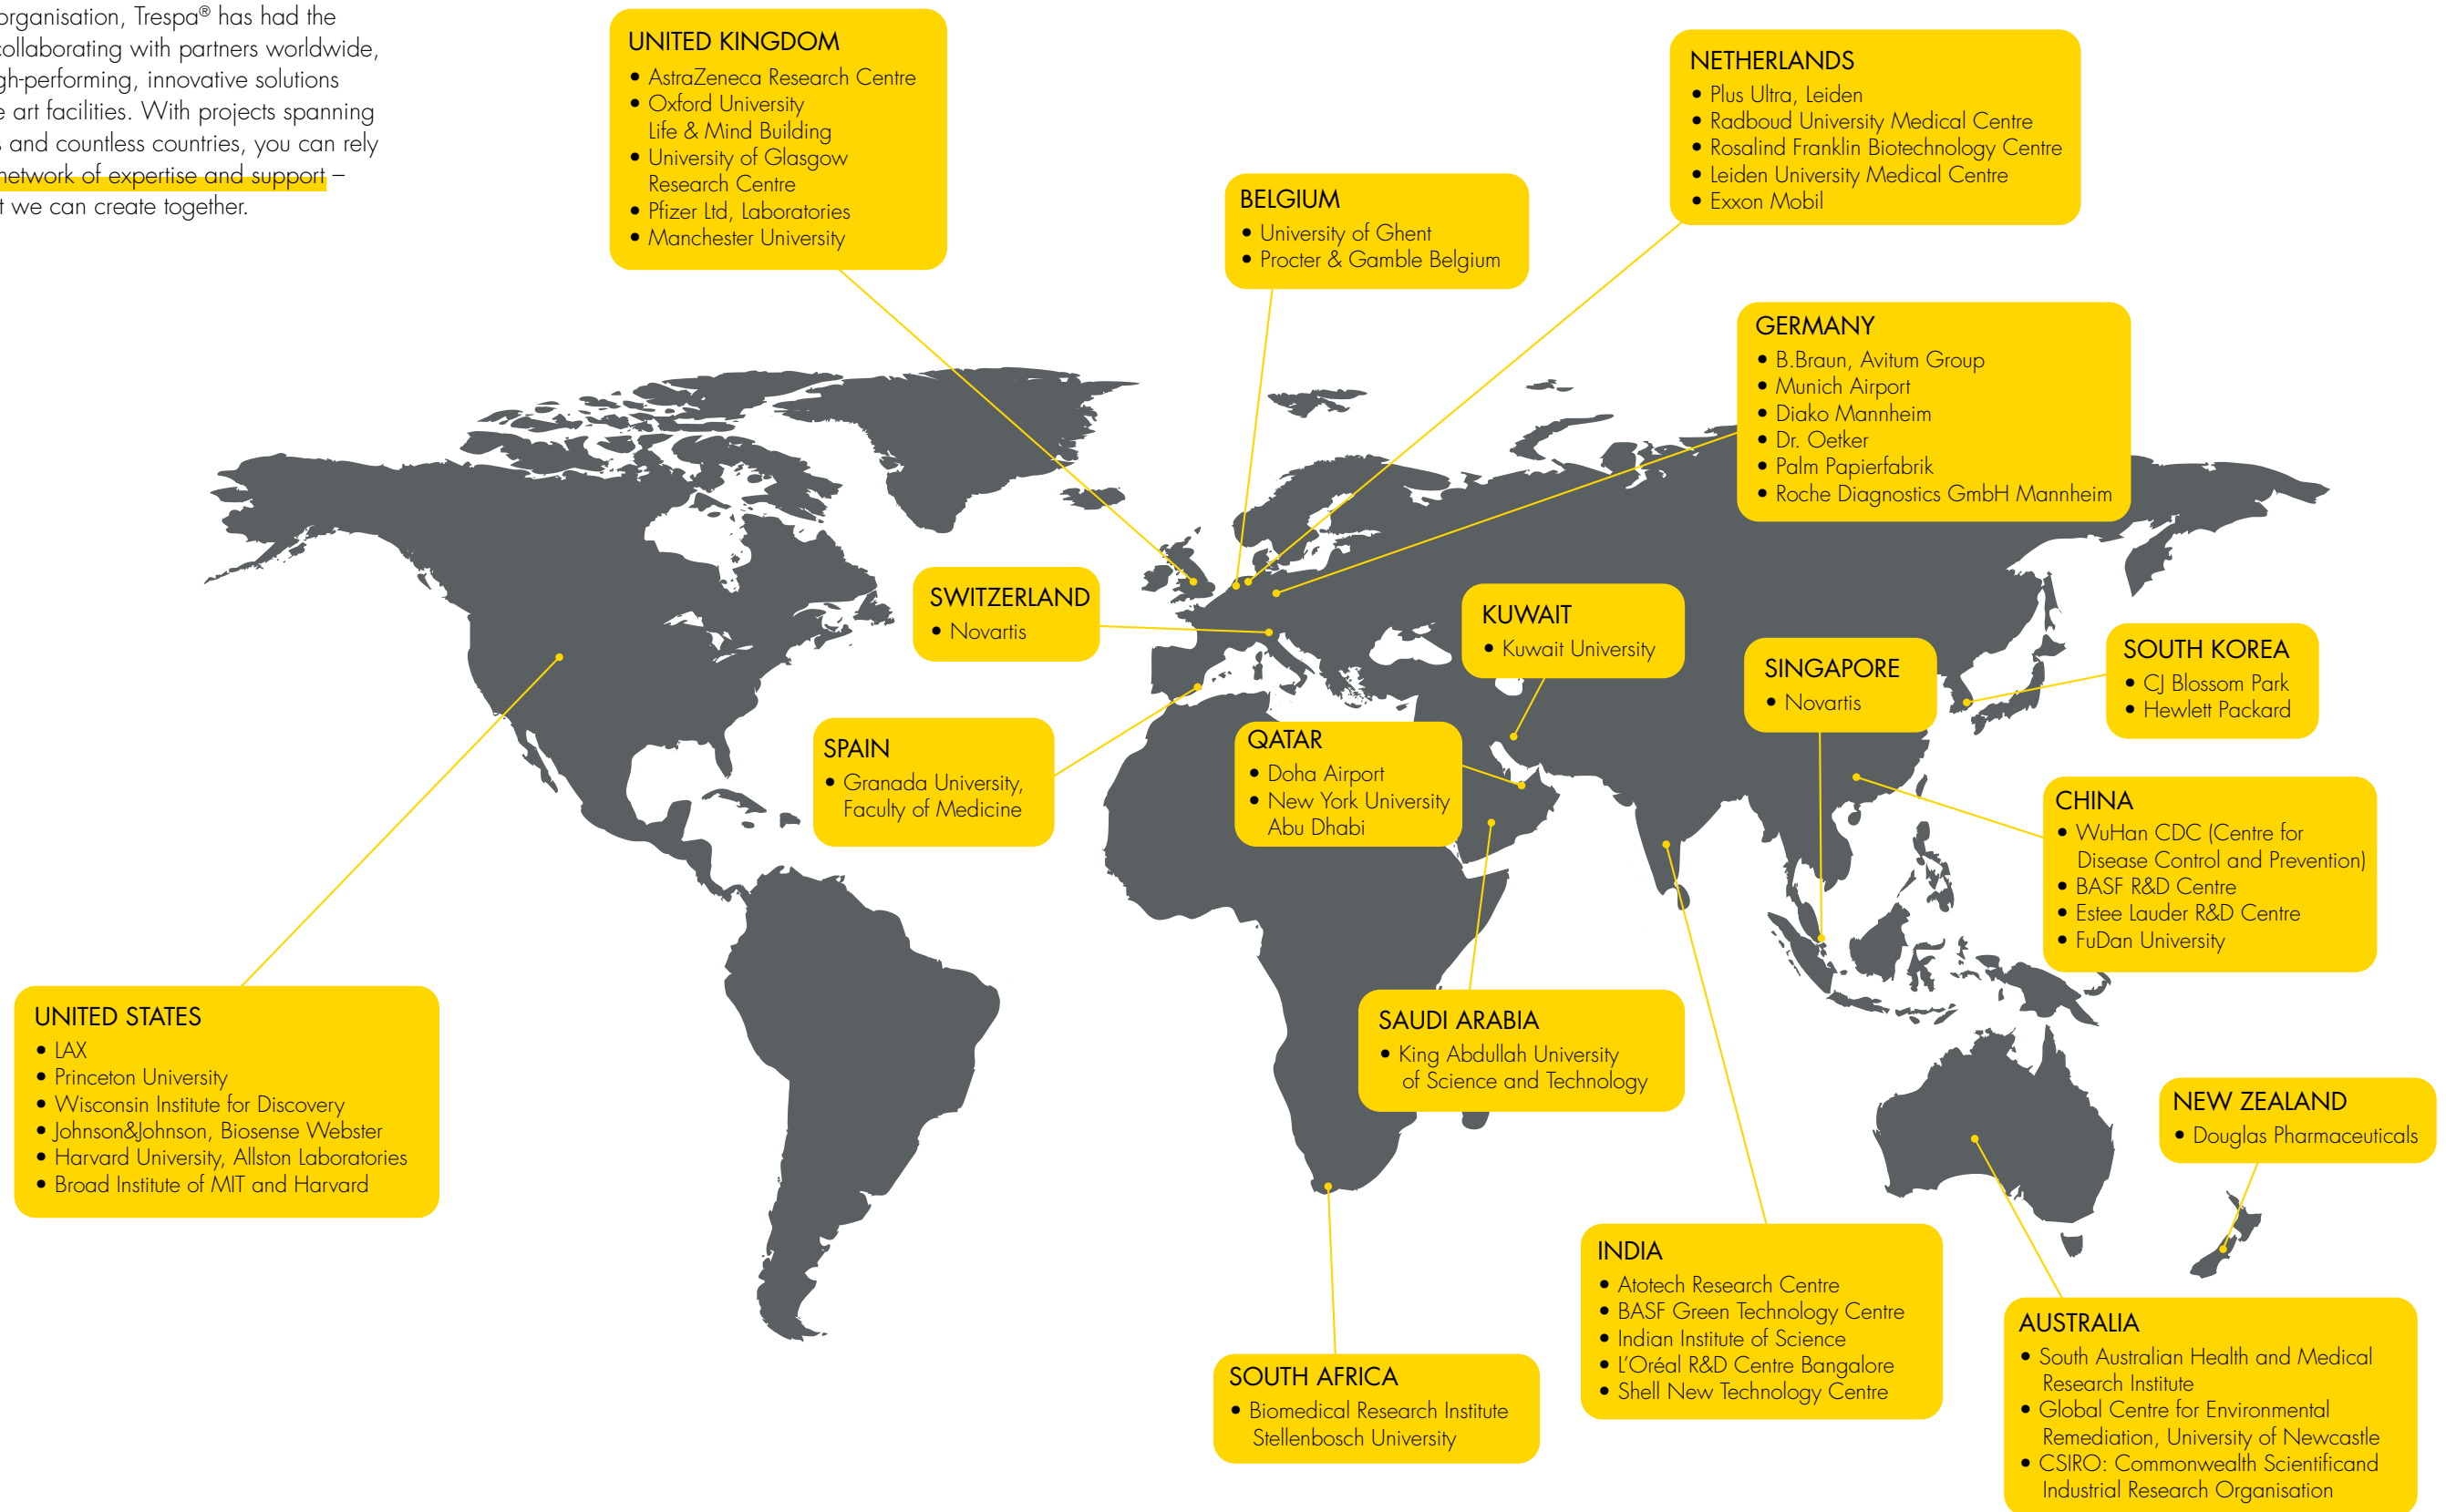 organisation, Trespa® has had the
collaborating with partners worldwide,
gh-performing, innovative solutions
e art facilities. With projects spanning
s and countless countries, you can rely
network of expertise and support –
t we can create together.
UNITED KINGDOM
• AstraZeneca Research Centre
• Oxford University
Life & Mind Building
• University of Glasgow
Research Centre
• Pfizer Ltd, Laboratories
• Manchester University
NETHERLANDS
• Plus Ultra, Leiden
• Radboud University Medical Centre
• Rosalind Franklin Biotechnology Centre
• Leiden University Medical Centre
• Exxon Mobil
BELGIUM
• University of Ghent
• Procter & Gamble Belgium
GERMANY
• B.Braun, Avitum Group
• Munich Airport
• Diako Mannheim
• Dr. Oetker
• Palm Papierfabrik
• Roche Diagnostics GmbH Mannheim
SWITZERLAND
• Novartis
KUWAIT
• Kuwait University
SINGAPORE
• Novartis
SOUTH KOREA
• CJ Blossom Park
• Hewlett Packard
SPAIN
• Granada University,
Faculty of Medicine
QATAR
• Doha Airport
• New York University
Abu Dhabi
CHINA
• WuHan CDC (Centre for
Disease Control and Prevention)
• BASF R&D Centre
• Estee Lauder R&D Centre
• FuDan University
UNITED STATES
• LAX
• Princeton University
• Wisconsin Institute for Discovery
• Johnson&Johnson, Biosense Webster
• Harvard University, Allston Laboratories
• Broad Institute of MIT and Harvard
SAUDI ARABIA
• King Abdullah University
of Science and Technology
NEW ZEALAND
• Douglas Pharmaceuticals
INDIA
• Atotech Research Centre
• BASF Green Technology Centre
• Indian Institute of Science
• L'Oréal R&D Centre Bangalore
• Shell New Technology Centre
AUSTRALIA
• South Australian Health and Medical
Research Institute
• Global Centre for Environmental
Remediation, University of Newcastle
• CSIRO: Commonwealth Scientificand
Industrial Research Organisation
SOUTH AFRICA
• Biomedical Research Institute
Stellenbosch University